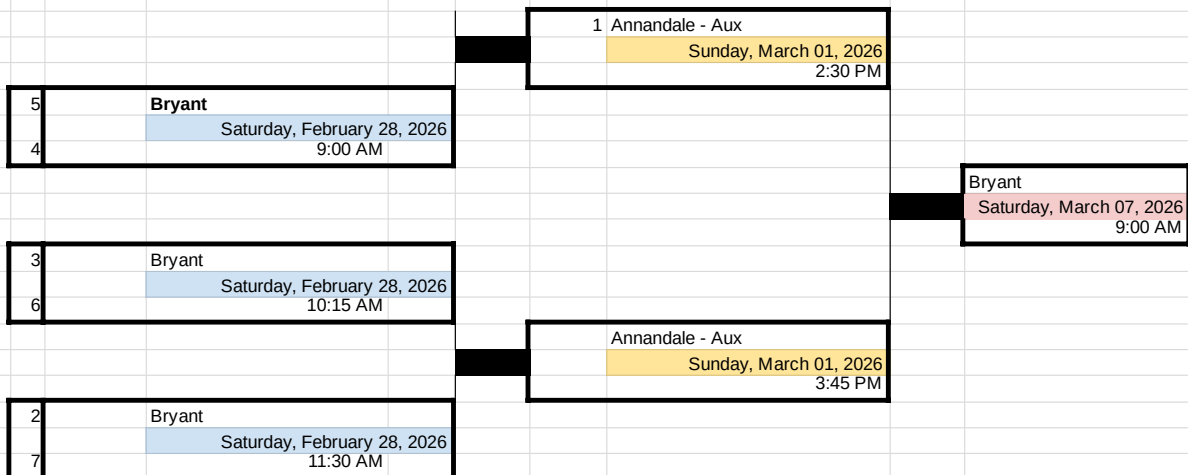 1 Annandale - Aux
Sunday, March 01, 2026
2:30 PM
5 Bryant
Saturday, February 28, 2026
4 9:00 AM
Bryant
Saturday, March 07, 2026
9:00 AM
3 Bryant
Saturday, February 28, 2026
6 10:15 AM
Annandale - Aux
Sunday, March 01, 2026
3:45 PM
2 Bryant
Saturday, February 28, 2026
7 11:30 AM